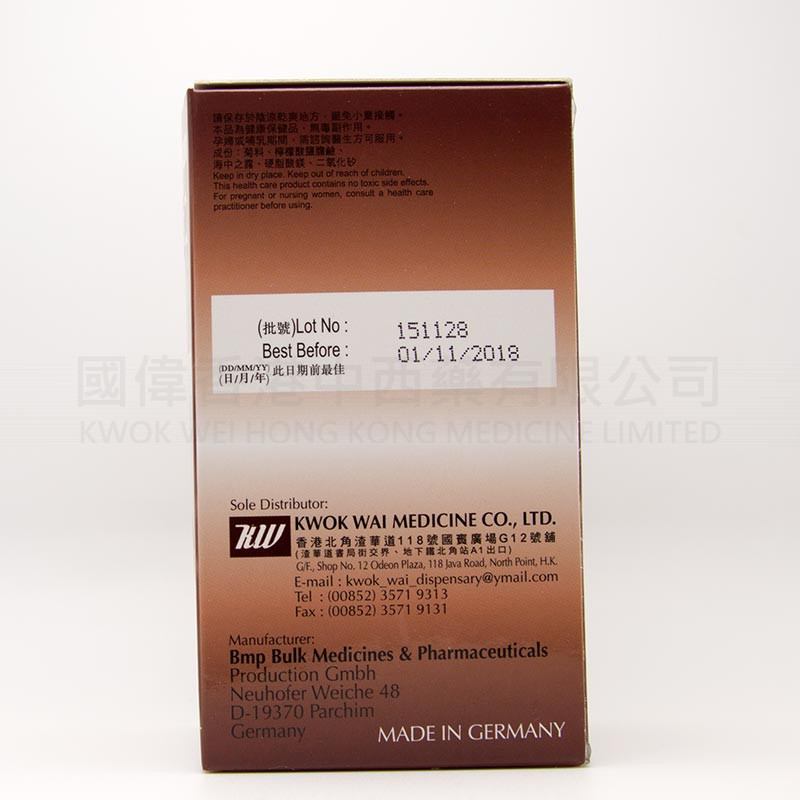 請保存於陰涼乾爽地方，避免小童接觸。
本品為健康保健品，無毒副作用。
孕婦或哺乳期間，需諮詢醫生方可服用。
成份：菊料、檸檬酸鹽膽鹼、
海中之露、硬脂酸鎂、二氧化矽
Keep in dry place. Keep out of reach of children.
This health care product contains no toxic side effects.
For pregnant or nursing women, consult a health care
practitioner before using.
(批號)Lot No : 151128
Best Before : 01/11/2018
(DD/MM/YY) 此日期前最佳
(日/月/年)
國偉香港中西藥有限公司
KWOK WEI HONG KONG MEDICINE LIMITED
Sole Distributor:
KW KWOK WAI MEDICINE CO., LTD.
香港北角渣華道118號國賓廣場G12號舖
(渣華道書局街交界、地下鐵北角站A1出口)
G/F., Shop No. 12 Odeon Plaza, 118 Java Road, North Point, H.K.
E-mail : kwok_wai_dispensary@ymail.com
Tel : (00852) 3571 9313
Fax : (00852) 3571 9131
Manufacturer:
Bmp Bulk Medicines & Pharmaceuticals
Production Gmbh
Neuhofer Weiche 48
D-19370 Parchim
Germany
MADE IN GERMANY